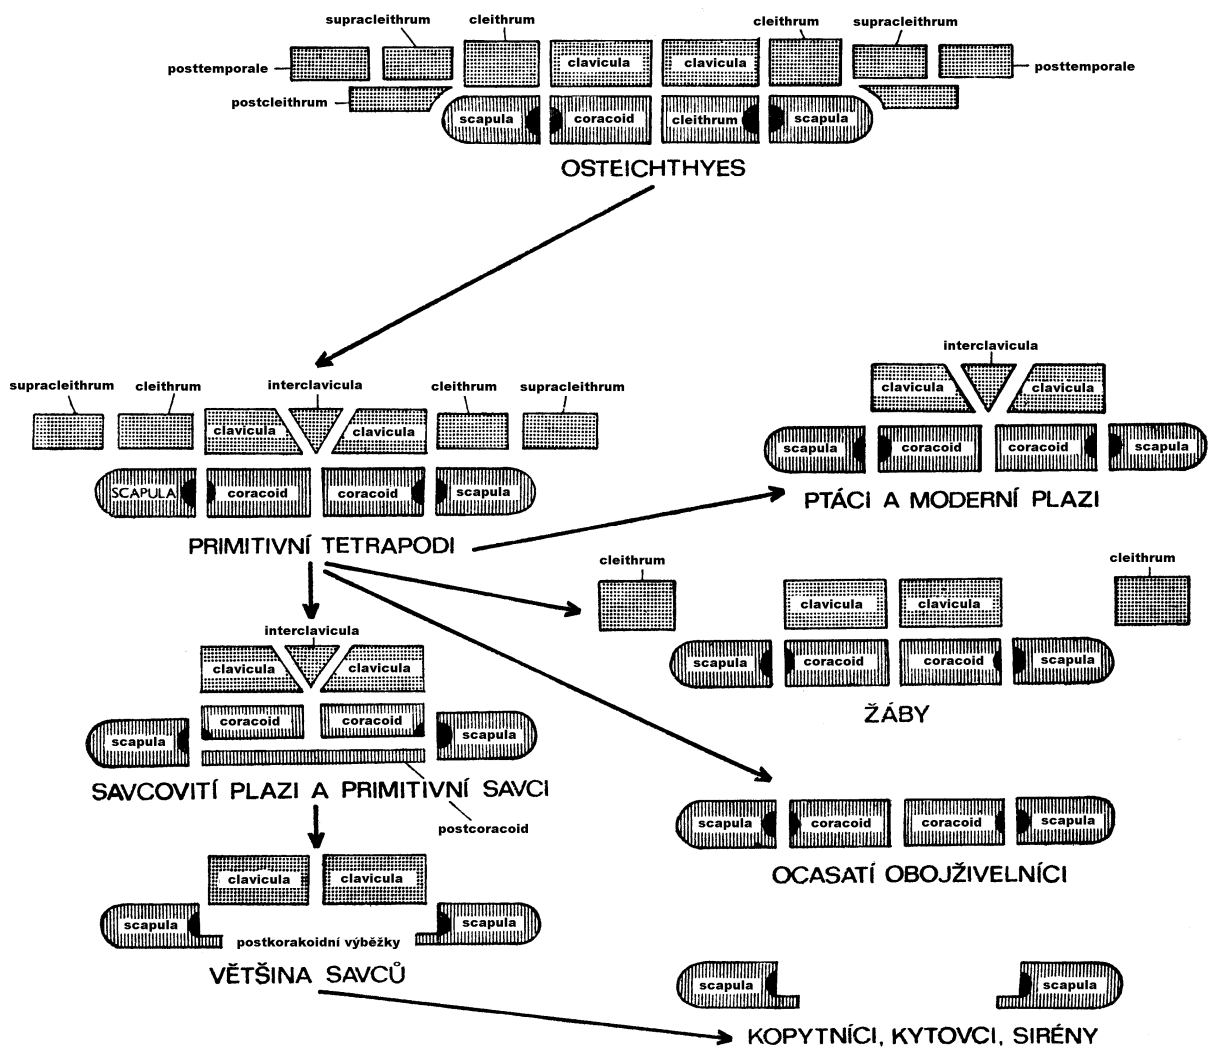 supracleithrum cleithrum cleithrum supracleithrum
posttemporale clavicula clavicula posttemporale
postcleithrum
scapula coracoid cleithrum scapula
OSTEICHTHYES
interclavicula
clavicula clavicula
scapula coracoid coracoid scapula
PTÁCI A MODERNÍ PLAZI
supracleithrum cleithrum interclavicula cleithrum supracleithrum
clavicula clavicula
SCAPULA coracoid coracoid scapula
PRIMITIVNÍ TETRAPODI
cleithrum cleithrum
clavicula clavicula
scapula coracoid coracoid scapula
ŽÁBY
interclavicula
clavicula clavicula
coracoid coracoid
scapula scapula
SAVCOVITÍ PLAZI A PRIMITIVNÍ SAVCI
postcoracoid
scapula coracoid coracoid scapula
OCASATÍ OBOJŽIVELNÍCI
clavicula clavicula
scapula scapula
postkorakoidní výběžky
VĚTŠINA SAVCŮ
scapula scapula
KOPYTNÍCI, KYTOVCI, SIRÉNY